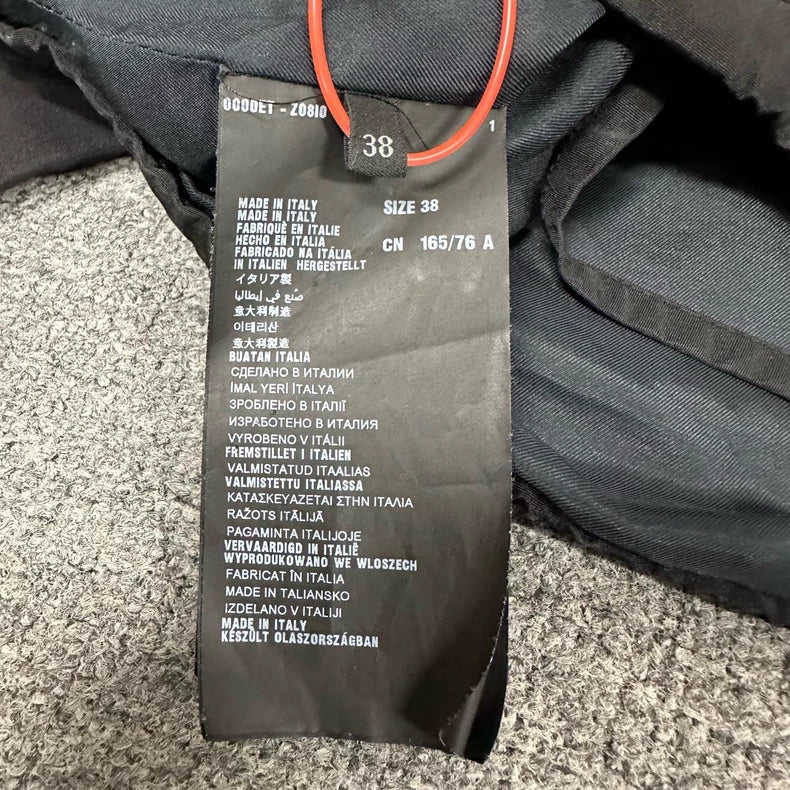 000DET - Z0810
1
38
MADE IN ITALY
MADE IN ITALY
FABRIQUÈ EN ITALIE
HECHO EN ITALIA
FABRICADO NA ITÁLIA
IN ITALIEN HERGESTELLT
イタリア製
صنع في إيطاليا
意大利制造
이테리산
意大利製造
BUATAN ITALIA
СДЕЛАНО В ИТАЛИИ
İMAL YERİ İTALYA
ЗРОБЛЕНО В ІТАЛІЇ
ИЗРАБОТЕНО В ИТАЛИЯ
VYROBENO V ITÁLII
FREMSTILLET I ITALIEN
VALMISTATUD ITAALIAS
VALMISTETTU ITALIASSA
ΚΑΤΑΣΚΕΥΑΖΕΤΑΙ ΣΤΗΝ ΙΤΑΛΙΑ
RAŽOTS ITĀLIJĀ
PAGAMINTA ITALIJOJE
VERVAARDIGD IN ITALIË
WYPRODUKOWANO WE WLOSZECH
FABRICAT ÎN ITALIA
MADE IN TALIANSKO
IZDELANO V ITALIJI
MADE IN ITALY
KÉSZÜLT OLASZORSZÁGBAN
SIZE 38
CN 165/76 A